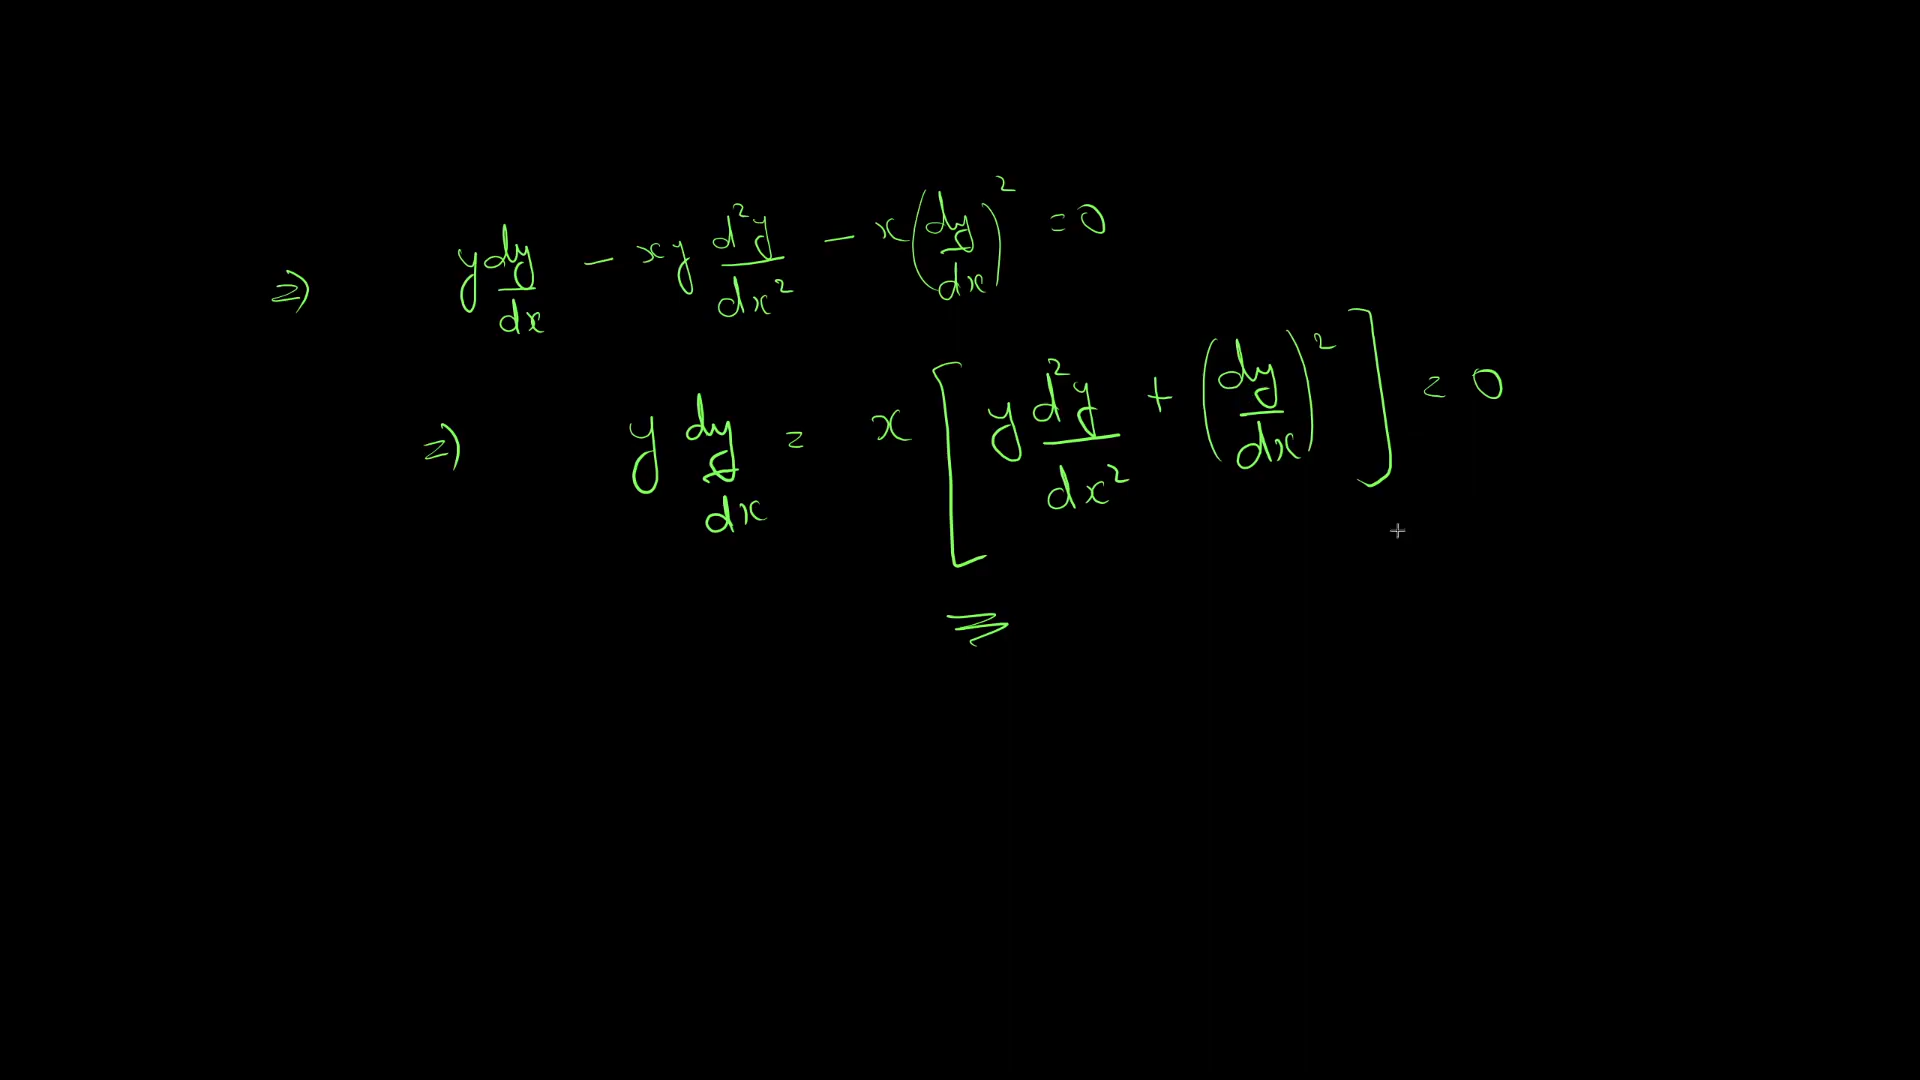 ⇒ y dy/dx - xy d²y/dx² - x(dy/dx)² = 0
⇒ y dy/dx = x[y d²y/dx² + (dy/dx)²] = 0